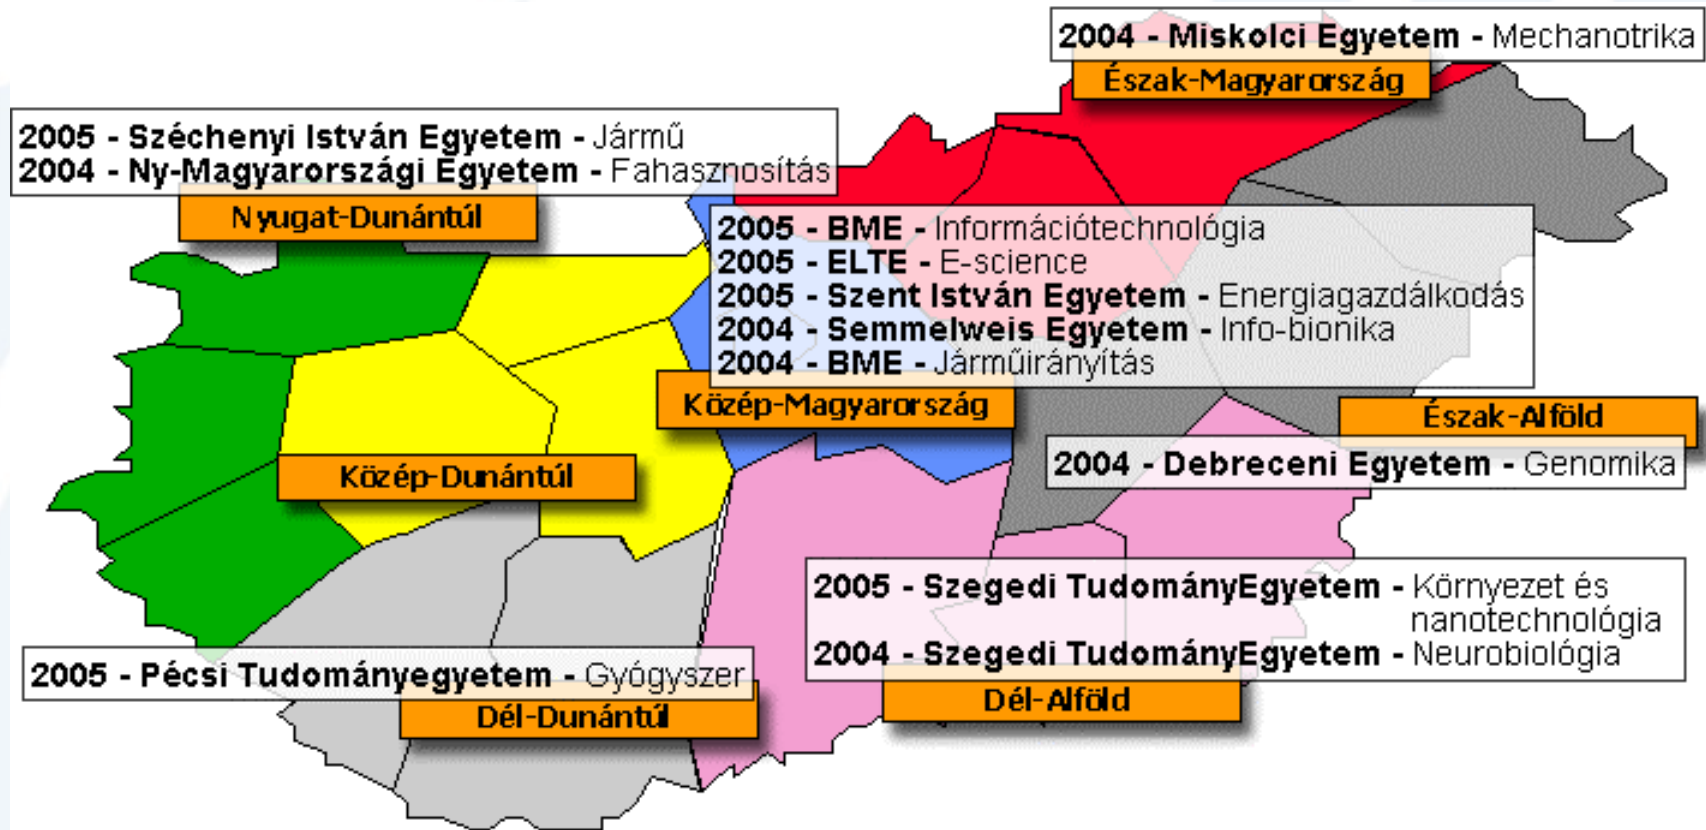 2004 - Miskolci Egyetem - Mechanotrika
Észak-Magyarország
2005 - Széchenyi István Egyetem - Jármű
2004 - Ny-Magyarországi Egyetem - Fahasznosítás
Nyugat-Dunántúl
2005 - BME - Információtechnológia
2005 - ELTE - E-science
2005 - Szent István Egyetem - Energiagazdálkodás
2004 - Semmelweis Egyetem - Info-bionika
2004 - BME - Járműirányítás
Közép-Magyarország
Észak-Alföld
2004 - Debreceni Egyetem - Genomika
Közép-Dunántúl
2005 - Szegedi TudományEgyetem - Környezet és
nanotechnológia
2004 - Szegedi TudományEgyetem - Neurobiológia
Dél-Alföld
2005 - Pécsi Tudományegyetem - Gyógyszer
Dél-Dunántúl